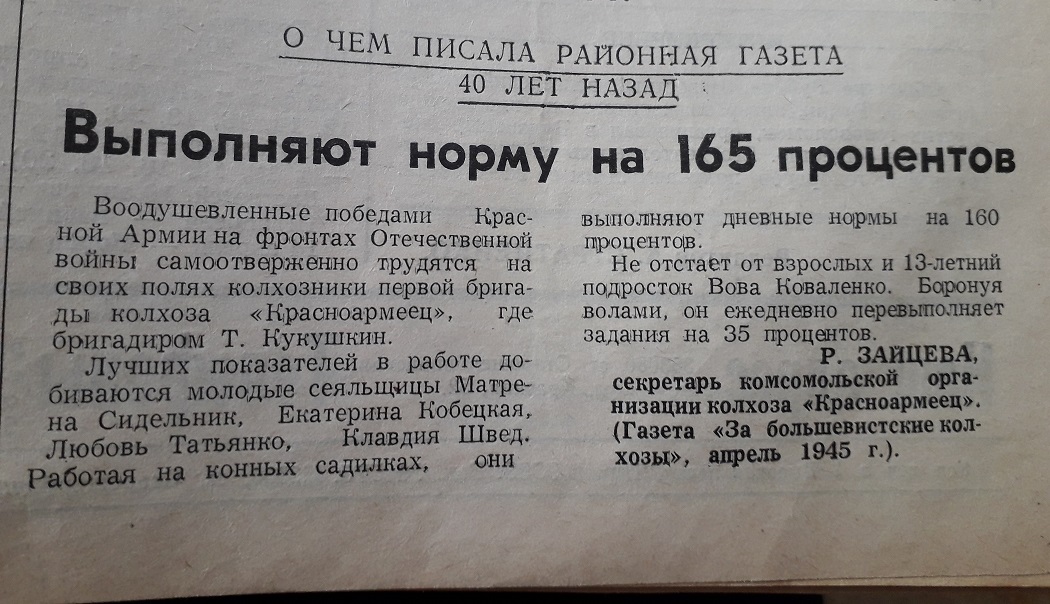 О ЧЕМ ПИСАЛА РАЙОННАЯ ГАЗЕТА
40 ЛЕТ НАЗАД
Выполняют норму на 165 процентов
Воодушевленные победами Крас-
ной Армии на фронтах Отечественной
войны самоотверженно трудятся на
своих полях колхозники первой брига-
ды колхоза «Красноармеец», где
бригадиром Т. Кукушкин.
Лучших показателей в работе до-
биваются молодые сеяльщицы Матре-
на Сидельник, Екатерина Кобецкая,
Любовь Татьянко, Клавдия Швед.
Работая на конных садилках, они
выполняют дневные нормы на 160
процентов.
Не отстает от взрослых и 13-летний
подросток Вова Коваленко. Боронуя
волами, он ежедневно перевыполняет
задания на 35 процентов.
Р. ЗАЙЦЕВА,
секретарь комсомольской орга-
низации колхоза «Красноармеец».
(Газета «За большевистские кол-
хозы», апрель 1945 г.).